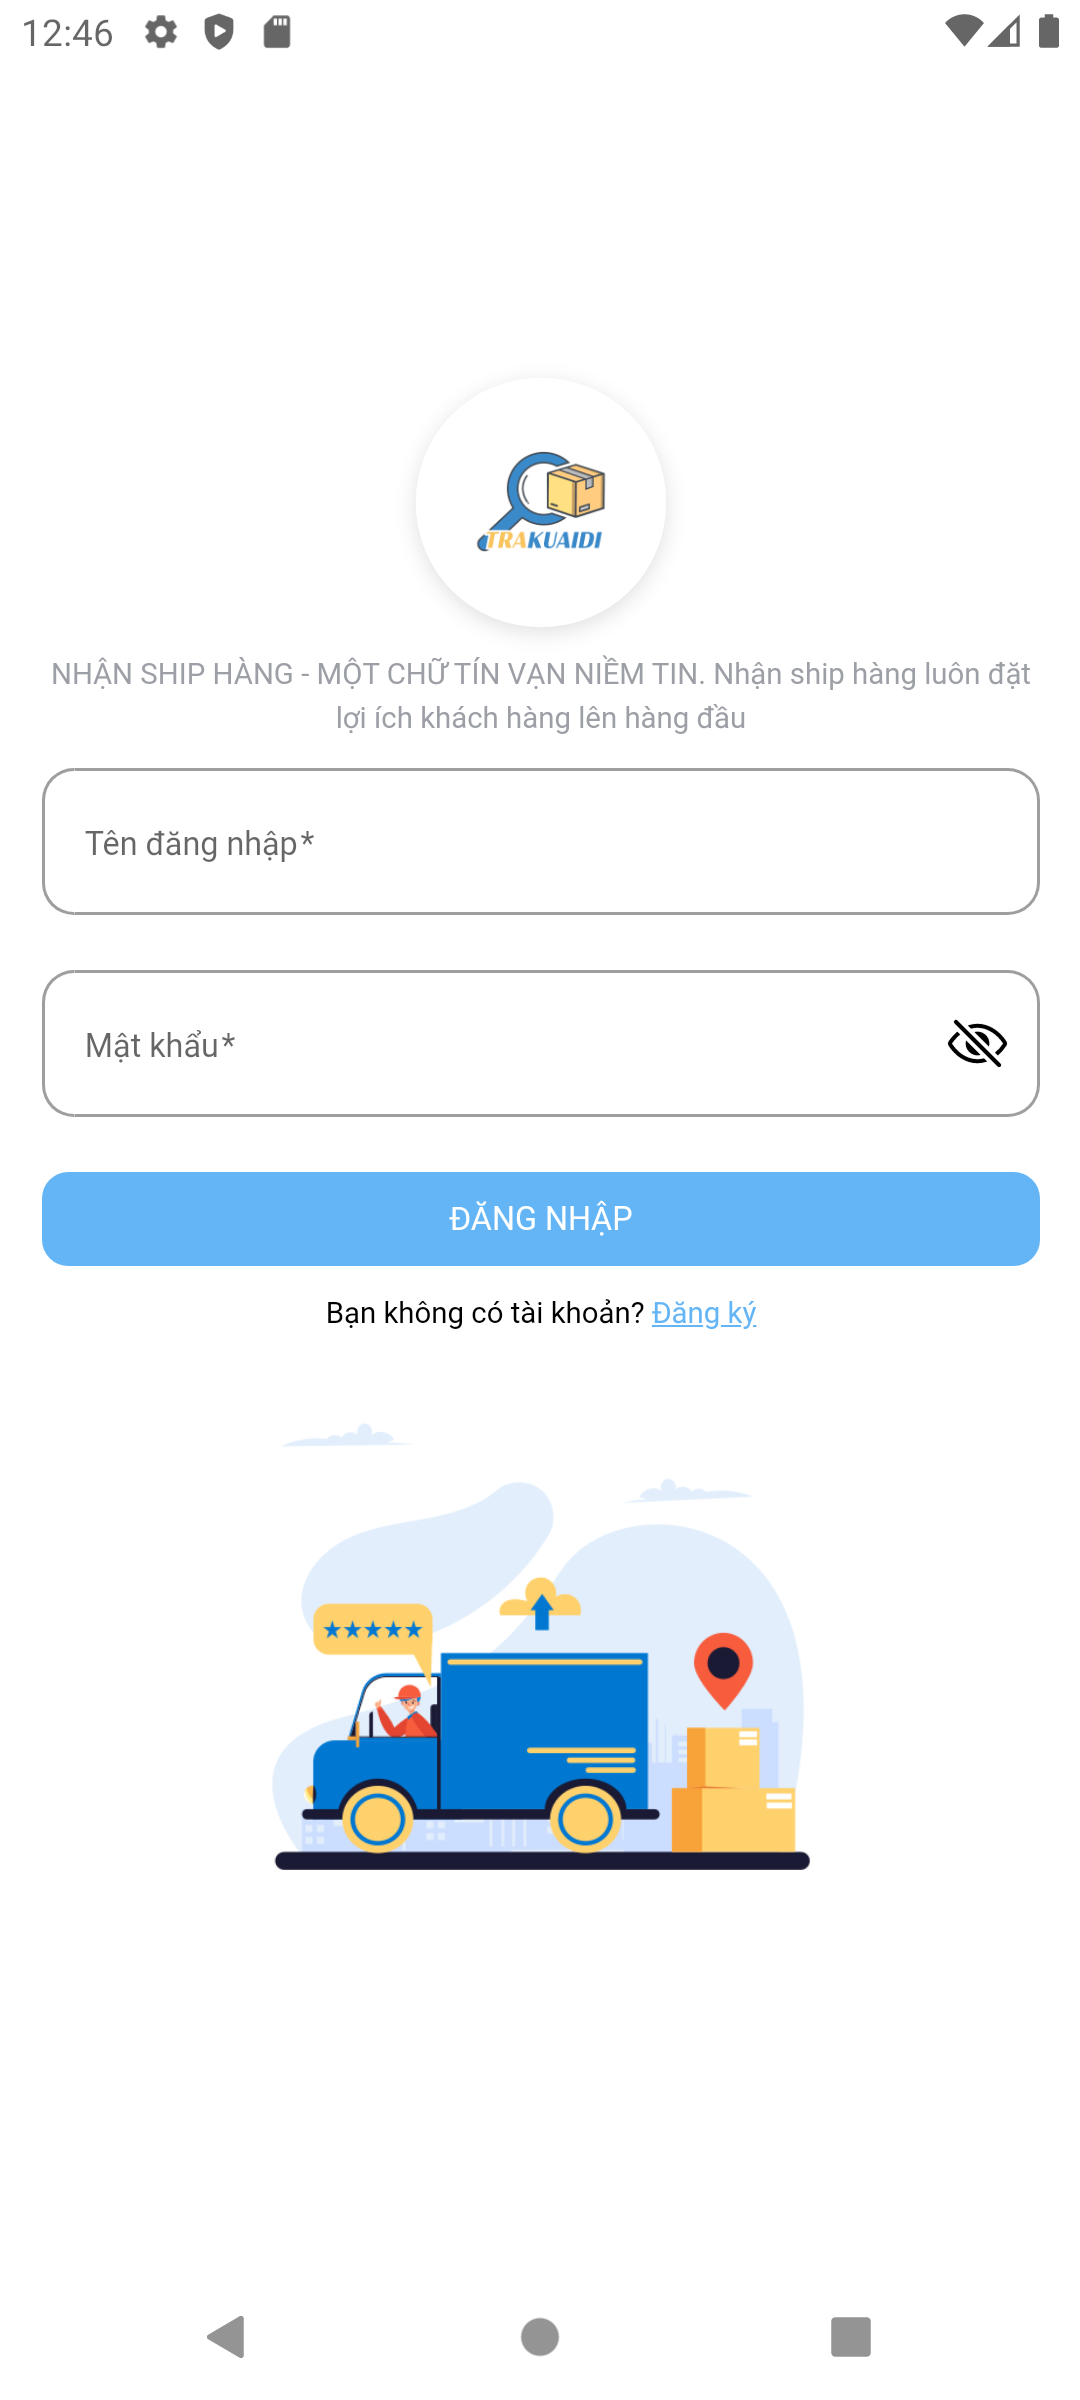 12:46
TRAKUAIDI
NHẬN SHIP HÀNG - MỘT CHỮ TÍN VẠN NIỀM TIN. Nhận ship hàng luôn đặt
lợi ích khách hàng lên hàng đầu
Tên đăng nhập*
Mật khẩu*
ĐĂNG NHẬP
Bạn không có tài khoản? Đăng ký